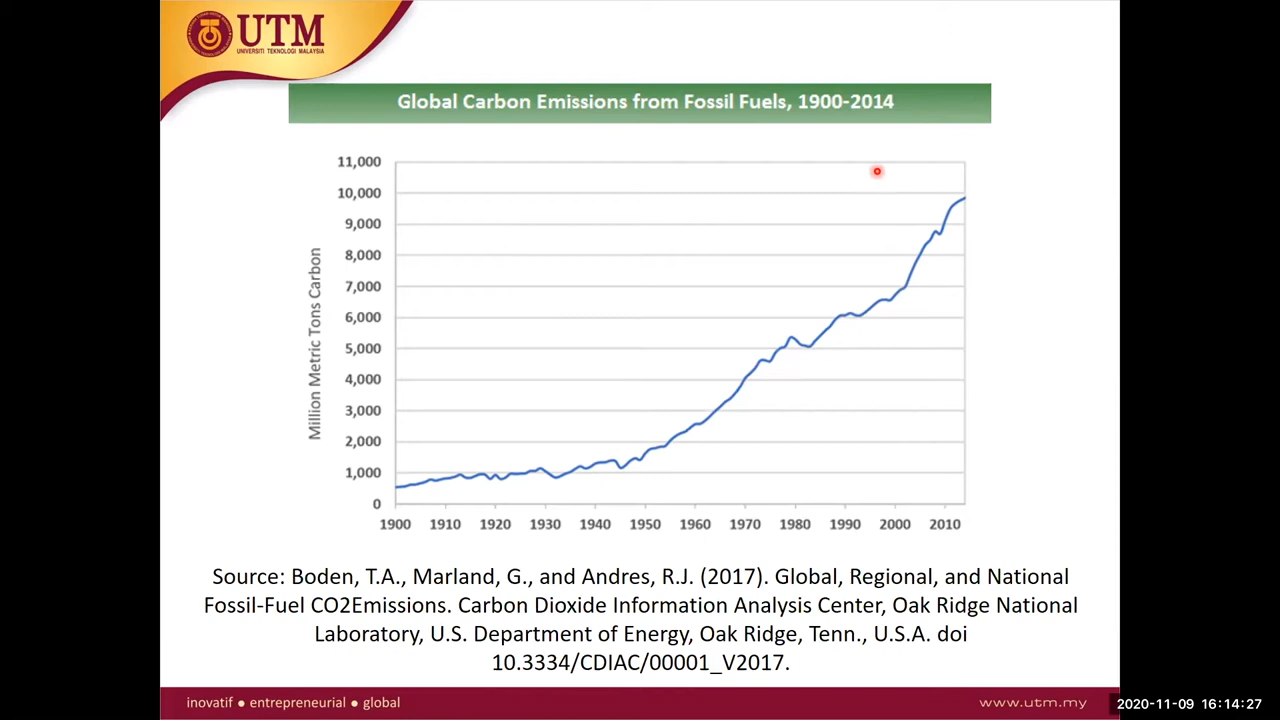 UTM
UNIVERSITI TEKNOLOGI MALAYSIA
Global Carbon Emissions from Fossil Fuels, 1900-2014
11,000
10,000
9,000
8,000
7,000
6,000
5,000
4,000
3,000
2,000
1,000
0
Million Metric Tons Carbon
1900 1910 1920 1930 1940 1950 1960 1970 1980 1990 2000 2010
Source: Boden, T.A., Marland, G., and Andres, R.J. (2017). Global, Regional, and National
Fossil-Fuel CO2Emissions. Carbon Dioxide Information Analysis Center, Oak Ridge National
Laboratory, U.S. Department of Energy, Oak Ridge, Tenn., U.S.A. doi
10.3334/CDIAC/00001_V2017.
inovatif ● entrepreneurial ● global
www.utm.my
2020-11-09 16:14:27